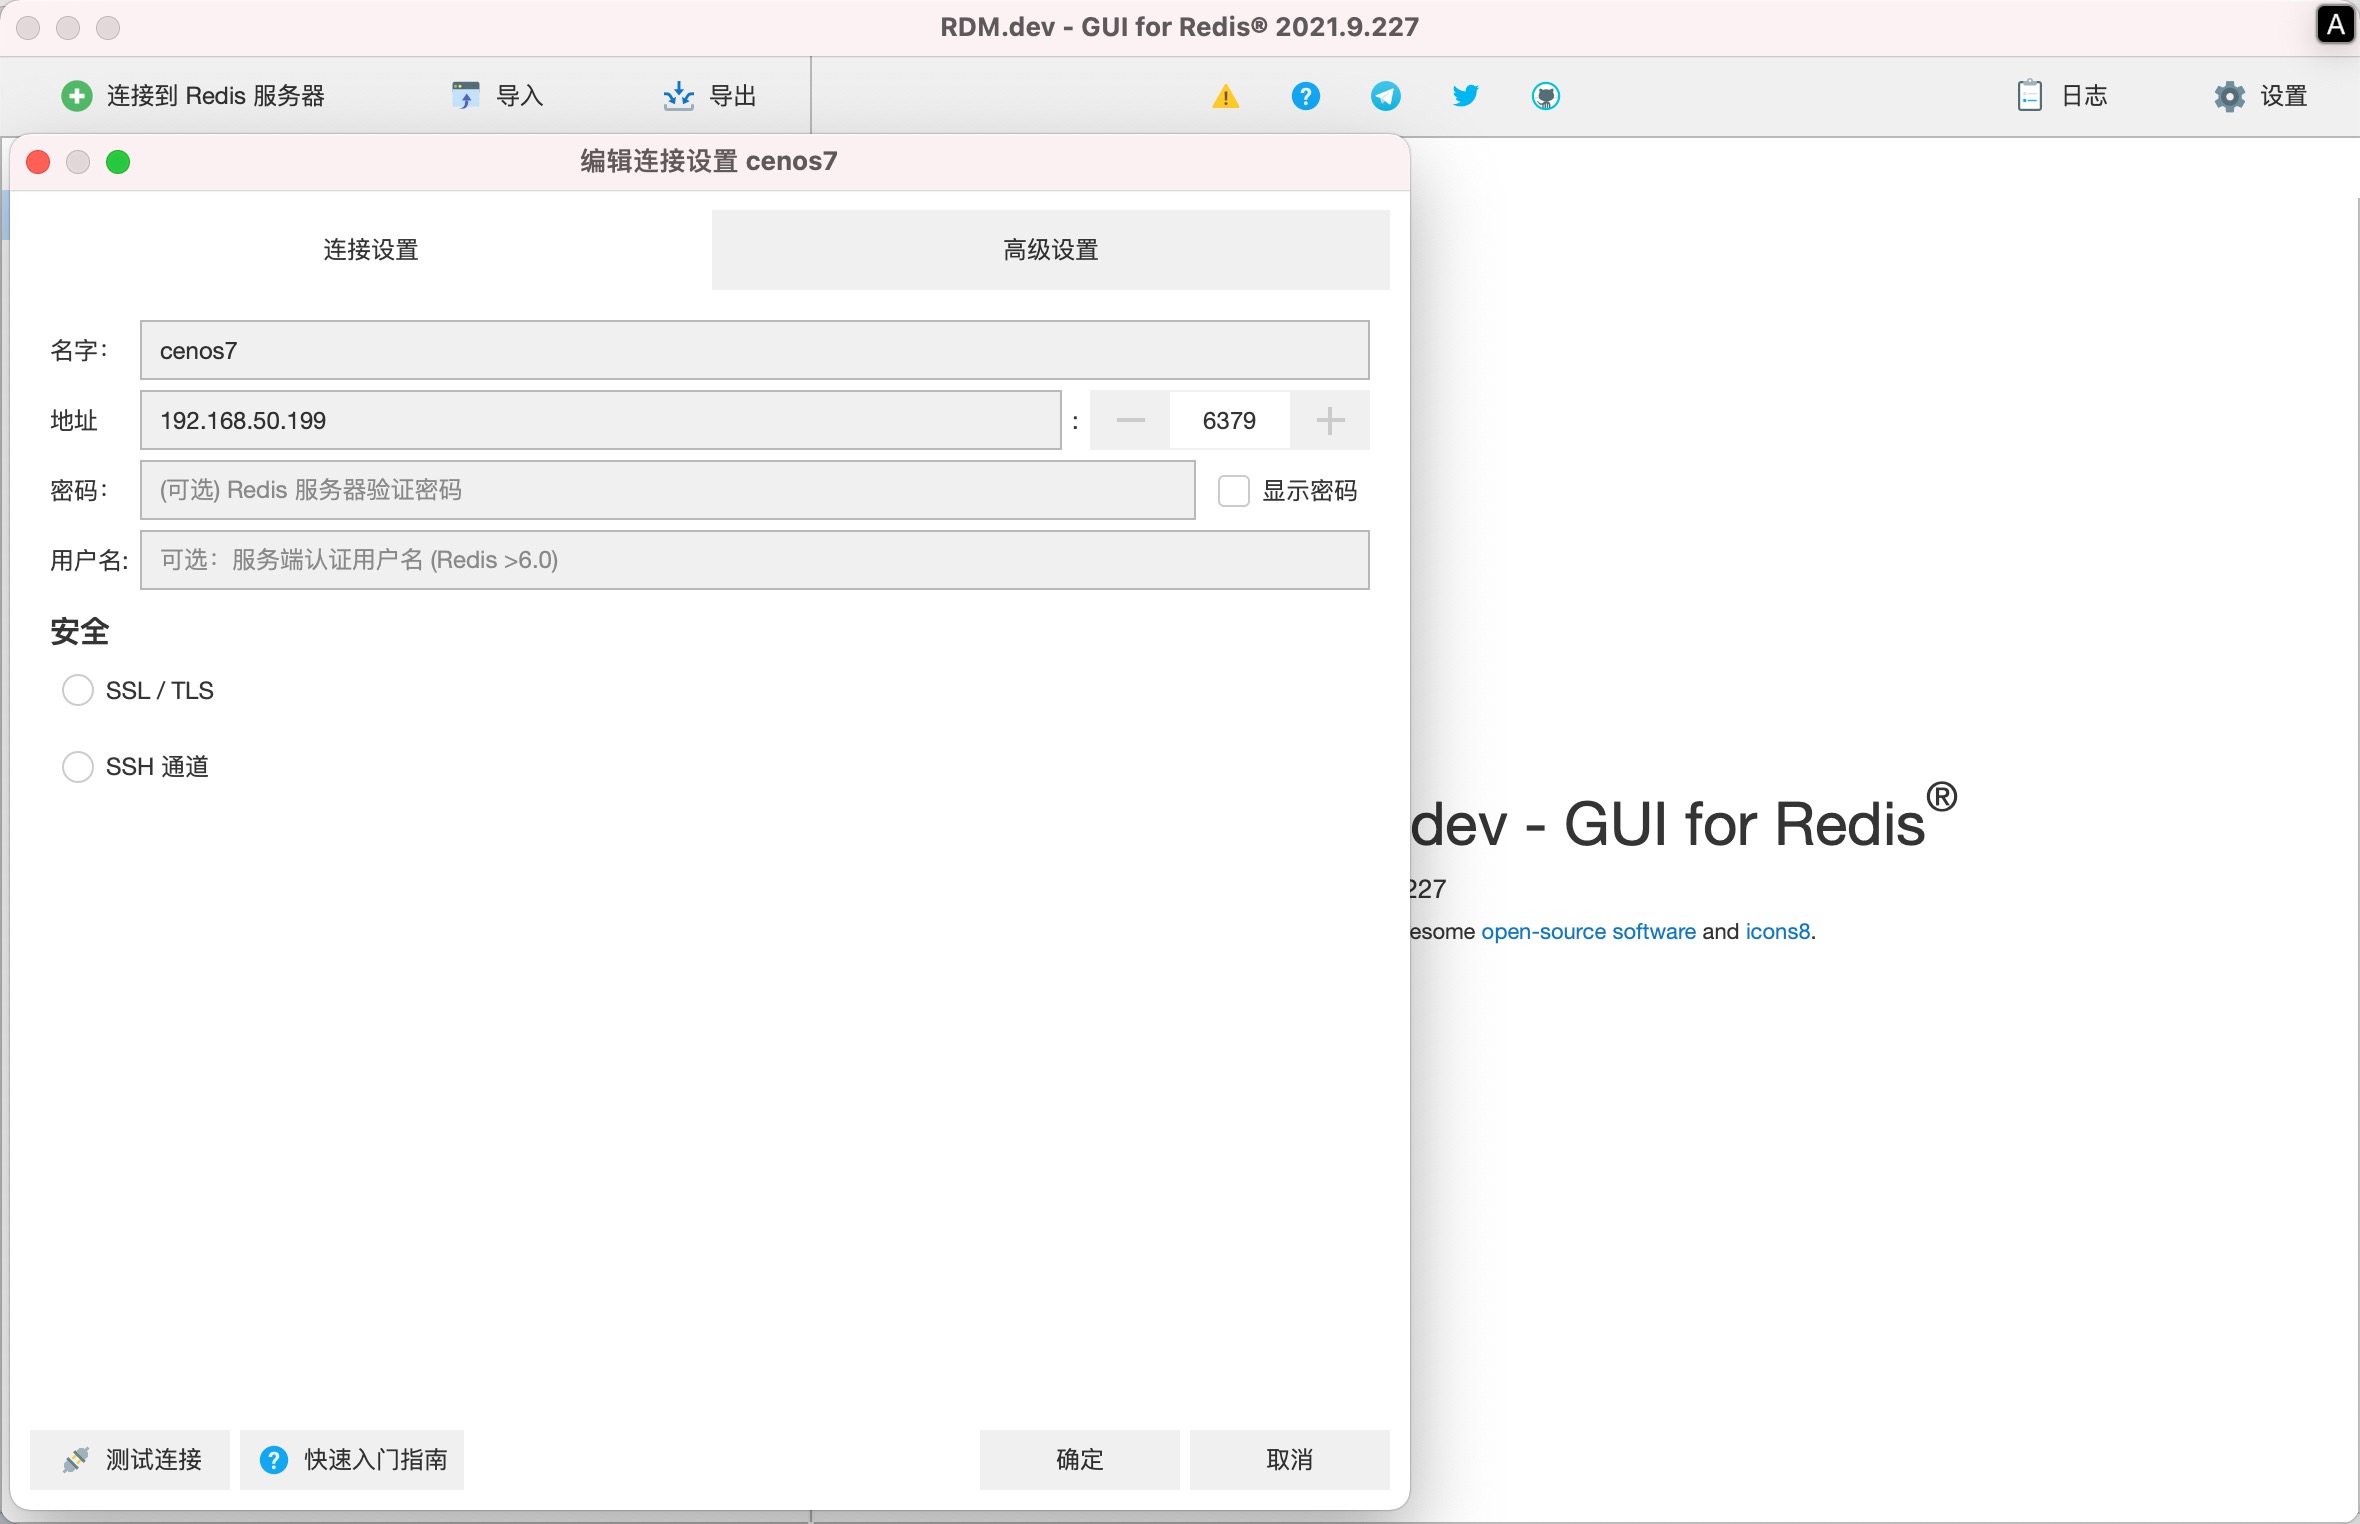 RDM.dev - GUI for Redis® 2021.9.227
A
连接到 Redis 服务器
导入
导出
日志
设置
编辑连接设置 cenos7
连接设置
高级设置
名字：
cenos7
地址
192.168.50.199
:
6379
密码：
(可选) Redis 服务器验证密码
显示密码
用户名:
可选：服务端认证用户名 (Redis >6.0)
安全
SSL / TLS
SSH 通道
dev - GUI for Redis®
227
esome open-source software and icons8.
测试连接
快速入门指南
确定
取消